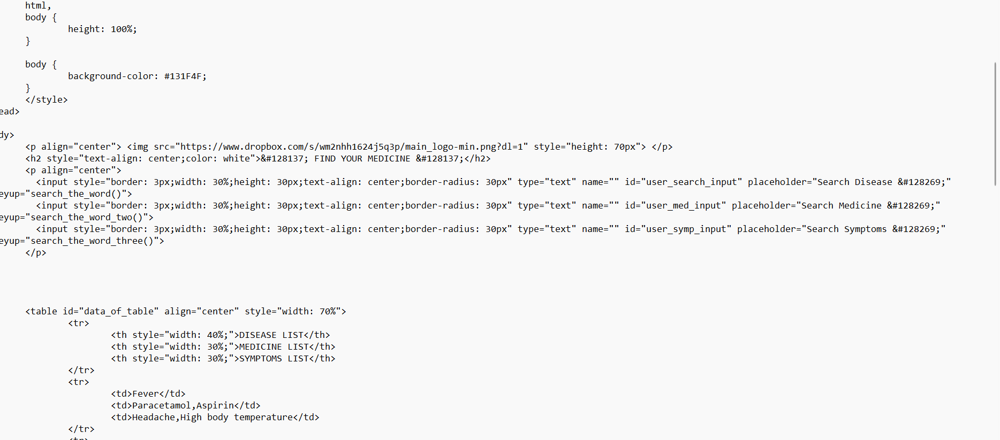 html,
body {
height: 100%;
}
body {
background-color: #131F4F;
}
</style>
ead>
dy>
<p align="center"> <img src="https://www.dropbox.com/s/wm2nhh1624j5q3p/main_logo-min.png?dl=1" style="height: 70px"> </p>
<h2 style="text-align: center;color: white">&#128137; FIND YOUR MEDICINE &#128137;</h2>
<p align="center">
<input style="border: 3px;width: 30%;height: 30px;text-align: center;border-radius: 30px" type="text" name="" id="user_search_input" placeholder="Search Disease &#128269;"
eyup="search_the_word()">
<input style="border: 3px;width: 30%;height: 30px;text-align: center;border-radius: 30px" type="text" name="" id="user_med_input" placeholder="Search Medicine &#128269;"
eyup="search_the_word_two()">
<input style="border: 3px;width: 30%;height: 30px;text-align: center;border-radius: 30px" type="text" name="" id="user_symp_input" placeholder="Search Symptoms &#128269;"
eyup="search_the_word_three()">
</p>
<table id="data_of_table" align="center" style="width: 70%">
<tr>
<th style="width: 40%;">DISEASE LIST</th>
<th style="width: 30%;">MEDICINE LIST</th>
<th style="width: 30%;">SYMPTOMS LIST</th>
</tr>
<tr>
<td>Fever</td>
<td>Paracetamol,Aspirin</td>
<td>Headache,High body temperature</td>
</tr>
<tr>